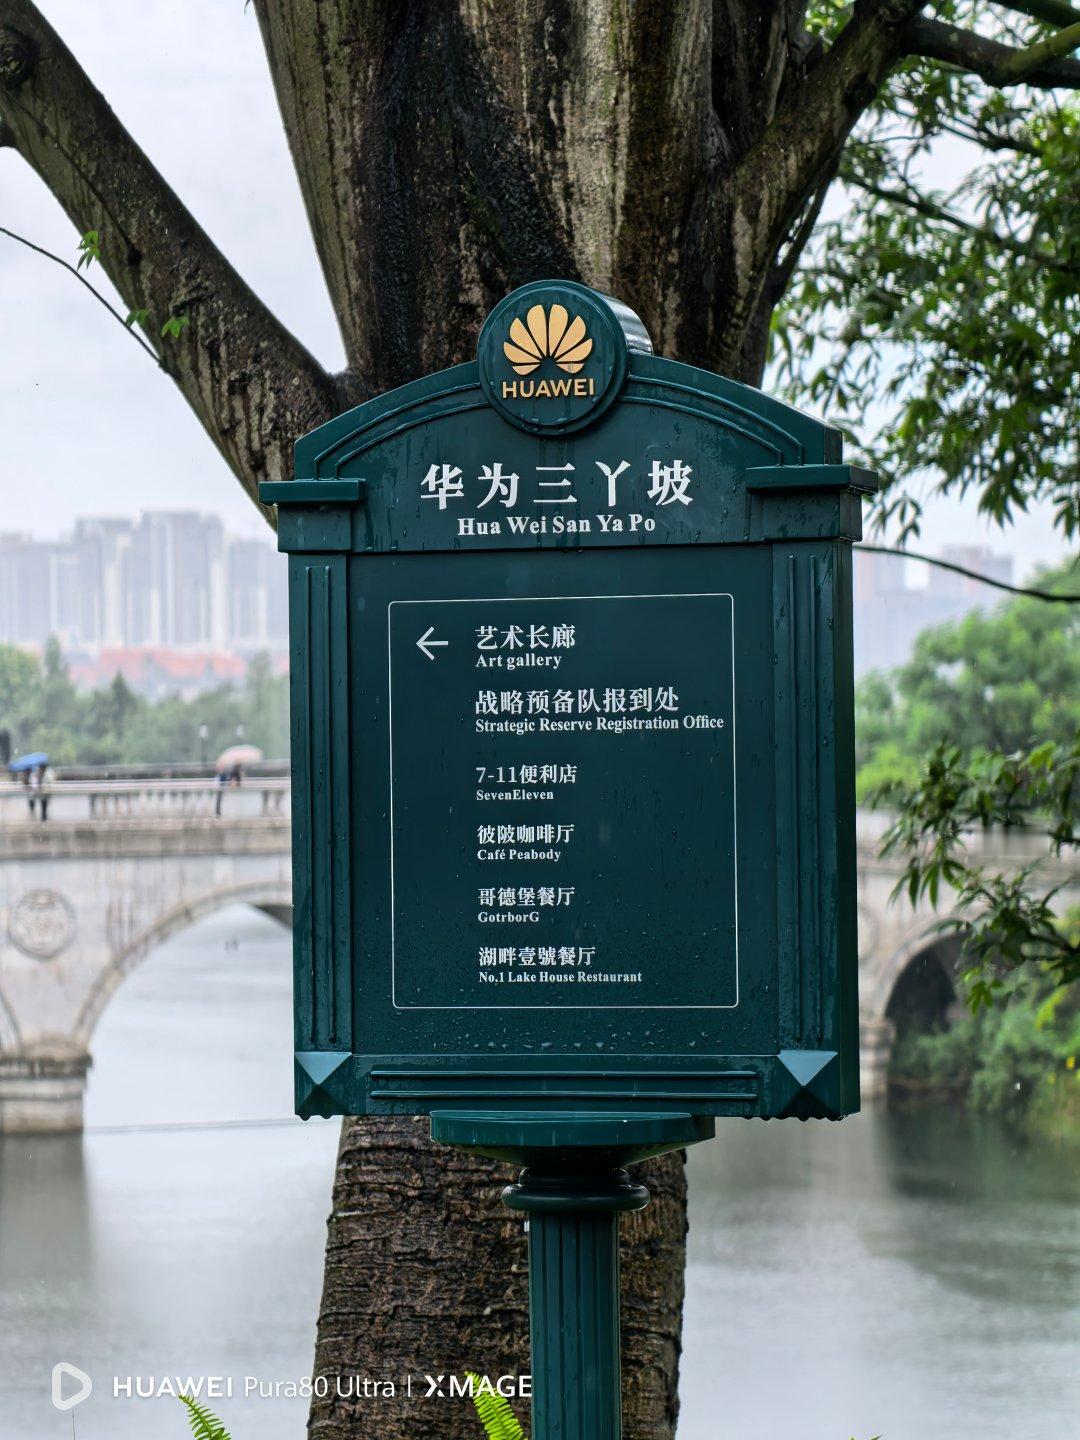 HUAWEI
华为三丫坡
Hua Wei San Ya Po
← 艺术长廊
Art gallery
战略预备队报到处
Strategic Reserve Registration Office
7-11便利店
SevenEleven
彼陂咖啡厅
Café Peabody
哥德堡餐厅
GotrborG
湖畔壹號餐厅
No.1 Lake House Restaurant
HUAWEI Pura80 Ultra | XMAGE